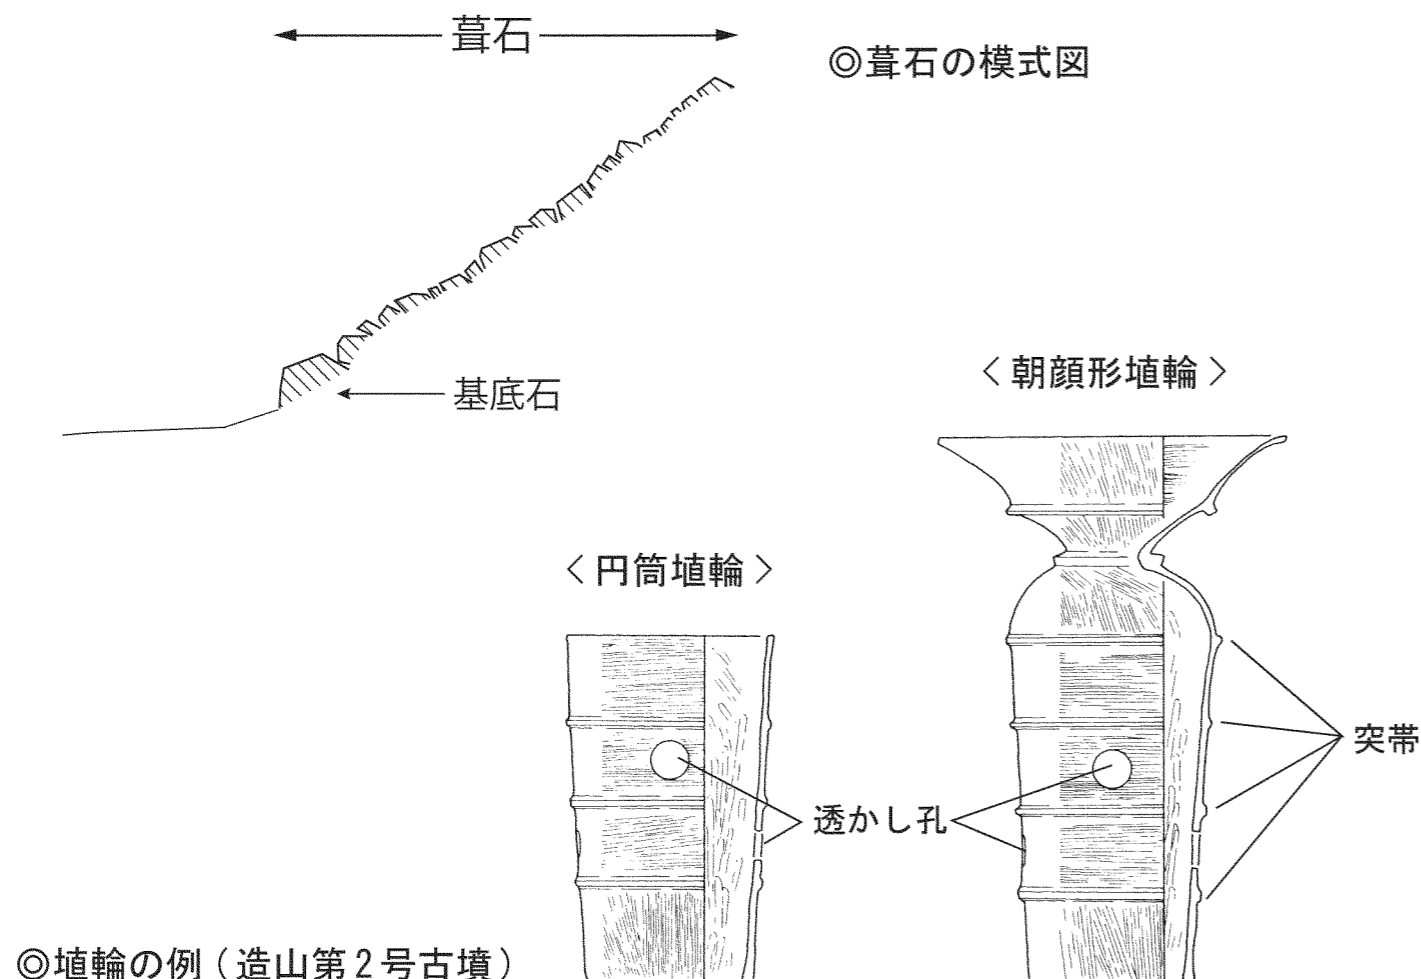 葺石
◎葺石の模式図
基底石
〈朝顔形埴輪〉
〈円筒埴輪〉
突帯
透かし孔
◎埴輪の例(造山第2号古墳)